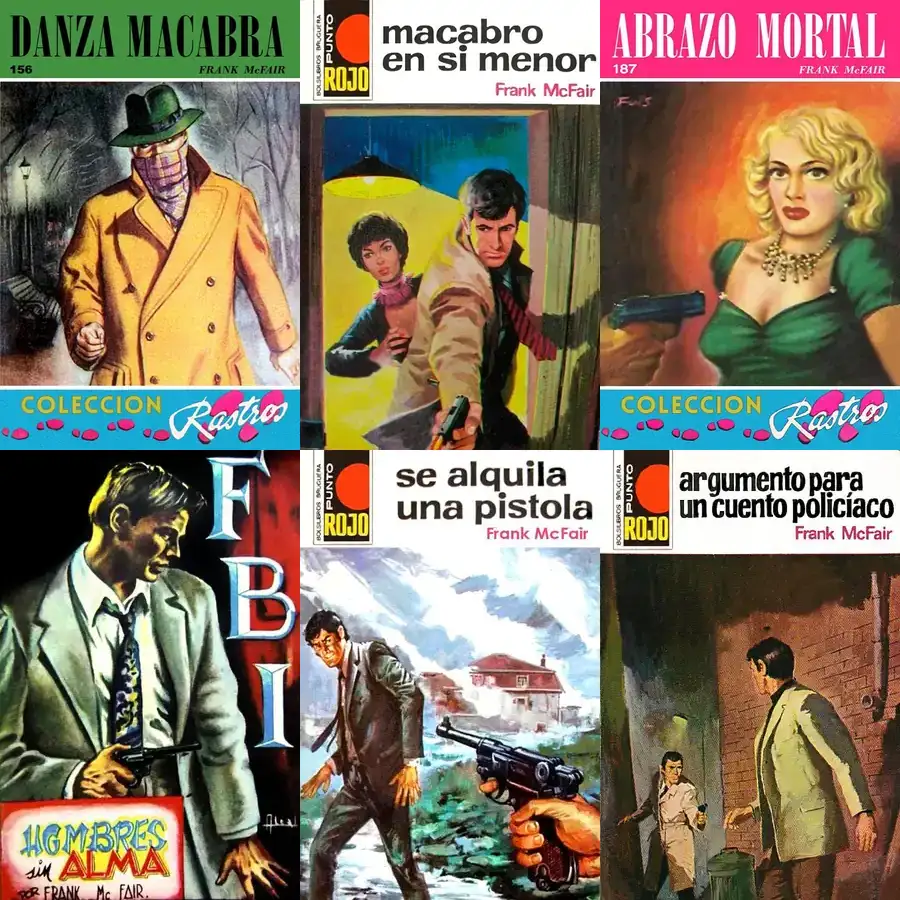 DANZA MACABRA
156
FRANK McFAIR
COLECCION
Rastros
BOLSILIBROS BRUGUERA
PUNTO
ROJO
macabro
en si menor
Frank McFair
ABRAZO MORTAL
187
FRANK McFAIR
COLECCION
Rastros
FBI
HOMBRES
sin ALMA
POR FRANK Mc FAIR.
BOLSILIBROS BRUGUERA
PUNTO
ROJO
se alquila
una pistola
Frank McFair
BOLSILIBROS BRUGUERA
PUNTO
ROJO
argumento para
un cuento policíaco
Frank McFair